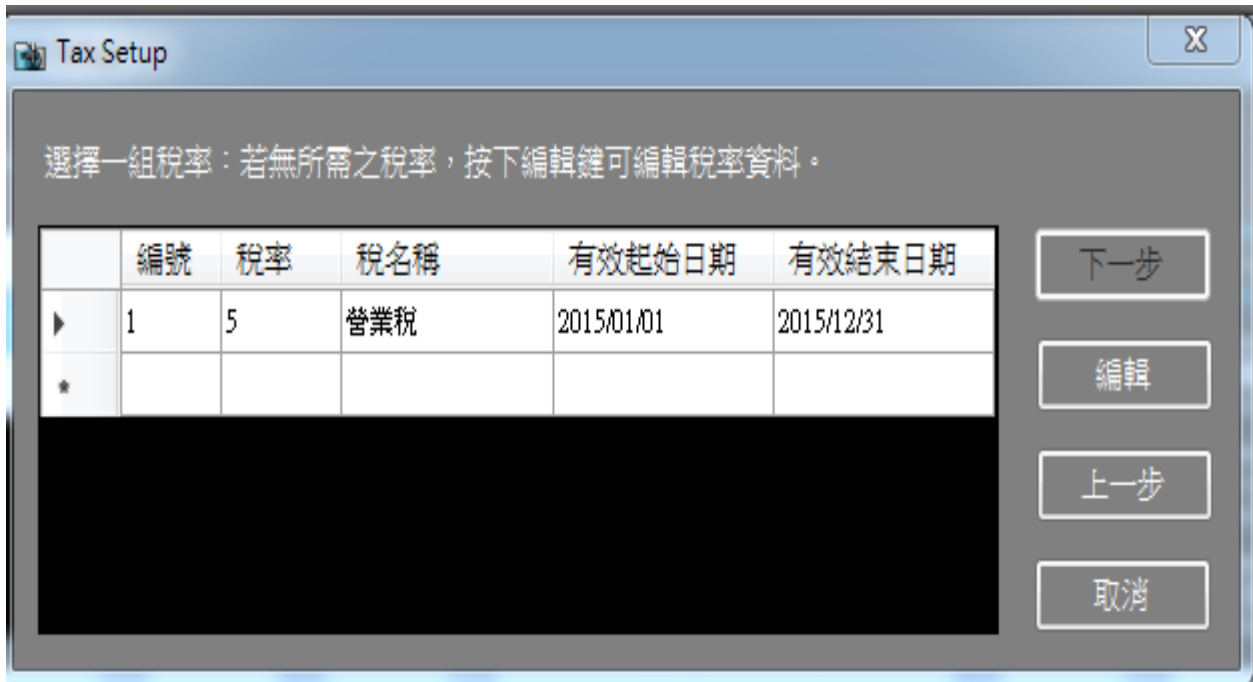 Tax Setup
選擇一組稅率：若無所需之稅率，按下編輯鍵可編輯稅率資料。
編號 稅率 稅名稱 有效起始日期 有效結束日期
1 5 營業稅 2015/01/01 2015/12/31
下一步
編輯
上一步
取消